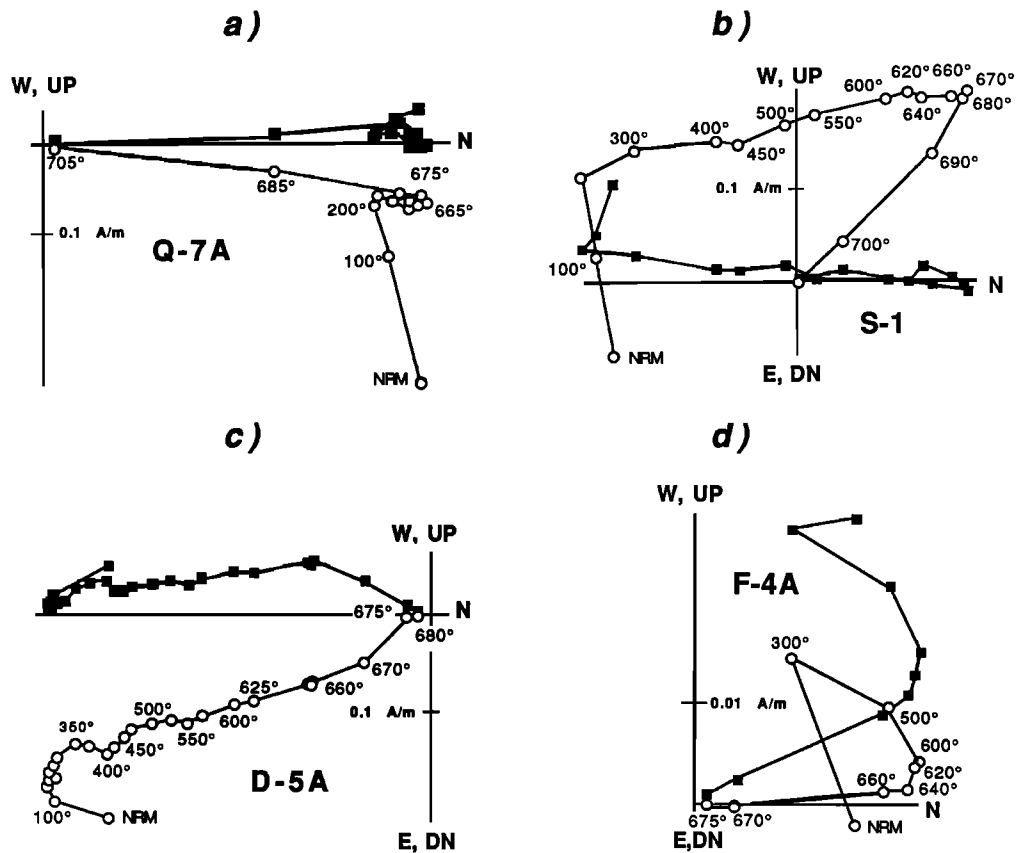 a)
W, UP
N
705°
685°
675°
665°
200°
100°
0.1 A/m
Q-7A
NRM
b)
W, UP
600°
620°
660°
670°
680°
640°
550°
500°
450°
400°
300°
690°
0.1 A/m
700°
100°
N
S-1
NRM
E, DN
c)
W, UP
N
675°
680°
670°
660°
625°
600°
0.1 A/m
500°
550°
350°
450°
400°
D-5A
100°
NRM
E, DN
d)
W, UP
F-4A
300°
0.01 A/m
500°
600°
620°
660°
640°
N
675°
670°
NRM
E,DN